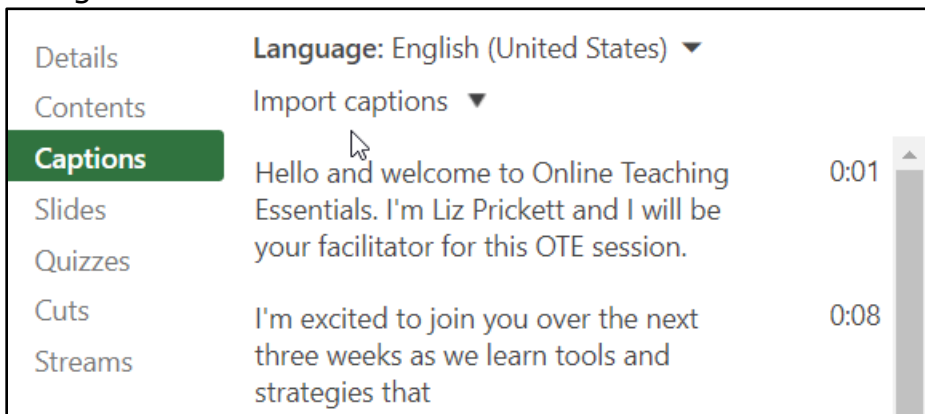 Details
Contents
Captions
Slides
Quizzes
Cuts
Streams
Language: English (United States)
Import captions
Hello and welcome to Online Teaching 0:01
Essentials. I'm Liz Prickett and I will be
your facilitator for this OTE session.
I'm excited to join you over the next 0:08
three weeks as we learn tools and
strategies that